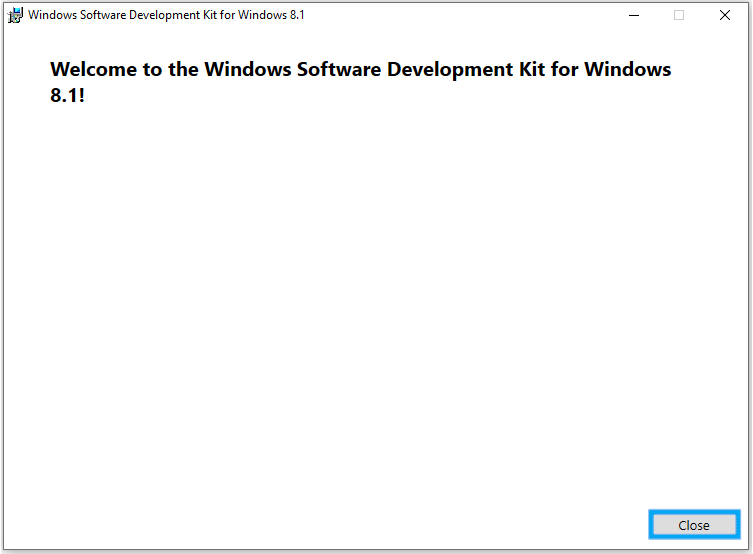 Windows Software Development Kit for Windows 8.1
Welcome to the Windows Software Development Kit for Windows
8.1!
Close